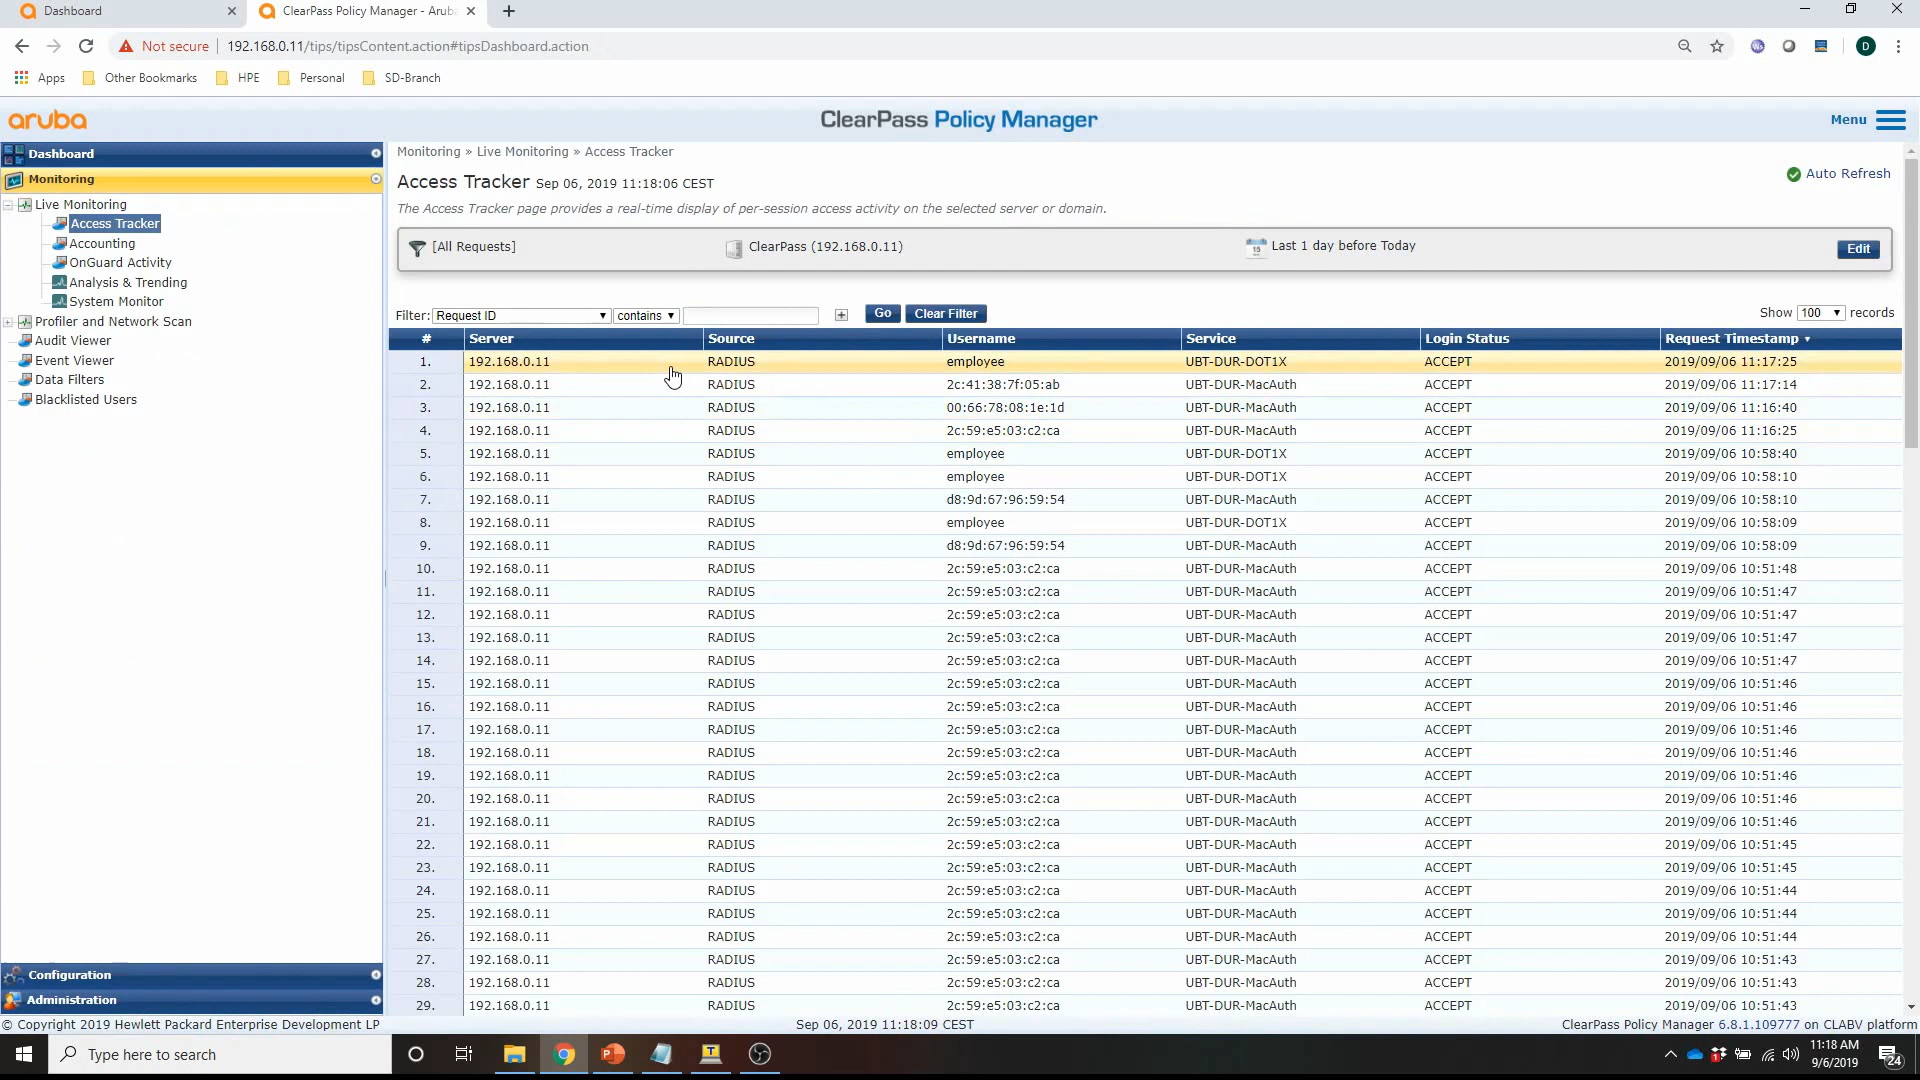 Dashboard
ClearPass Policy Manager - Aruba
Not secure 192.168.0.11/tips/tipsContent.action#tipsDashboard.action
D
Apps Other Bookmarks HPE Personal SD-Branch
aruba
ClearPass Policy Manager
Menu
Dashboard
Monitoring
Live Monitoring
Access Tracker
Accounting
OnGuard Activity
Analysis & Trending
System Monitor
Profiler and Network Scan
Audit Viewer
Event Viewer
Data Filters
Blacklisted Users
Configuration
Administration
Monitoring » Live Monitoring » Access Tracker
Access Tracker Sep 06, 2019 11:18:06 CEST
Auto Refresh
The Access Tracker page provides a real-time display of per-session access activity on the selected server or domain.
[All Requests] ClearPass (192.168.0.11) Last 1 day before Today Edit
Filter: Request ID contains Go Clear Filter Show 100 records
# Server Source Username Service Login Status Request Timestamp
1. 192.168.0.11 RADIUS employee UBT-DUR-DOT1X ACCEPT 2019/09/06 11:17:25
2. 192.168.0.11 RADIUS 2c:41:38:7f:05:ab UBT-DUR-MacAuth ACCEPT 2019/09/06 11:17:14
3. 192.168.0.11 RADIUS 00:66:78:08:1e:1d UBT-DUR-MacAuth ACCEPT 2019/09/06 11:16:40
4. 192.168.0.11 RADIUS 2c:59:e5:03:c2:ca UBT-DUR-MacAuth ACCEPT 2019/09/06 11:16:25
5. 192.168.0.11 RADIUS employee UBT-DUR-DOT1X ACCEPT 2019/09/06 10:58:40
6. 192.168.0.11 RADIUS employee UBT-DUR-DOT1X ACCEPT 2019/09/06 10:58:10
7. 192.168.0.11 RADIUS d8:9d:67:96:59:54 UBT-DUR-MacAuth ACCEPT 2019/09/06 10:58:10
8. 192.168.0.11 RADIUS employee UBT-DUR-DOT1X ACCEPT 2019/09/06 10:58:09
9. 192.168.0.11 RADIUS d8:9d:67:96:59:54 UBT-DUR-MacAuth ACCEPT 2019/09/06 10:58:09
10. 192.168.0.11 RADIUS 2c:59:e5:03:c2:ca UBT-DUR-MacAuth ACCEPT 2019/09/06 10:51:48
11. 192.168.0.11 RADIUS 2c:59:e5:03:c2:ca UBT-DUR-MacAuth ACCEPT 2019/09/06 10:51:47
12. 192.168.0.11 RADIUS 2c:59:e5:03:c2:ca UBT-DUR-MacAuth ACCEPT 2019/09/06 10:51:47
13. 192.168.0.11 RADIUS 2c:59:e5:03:c2:ca UBT-DUR-MacAuth ACCEPT 2019/09/06 10:51:47
14. 192.168.0.11 RADIUS 2c:59:e5:03:c2:ca UBT-DUR-MacAuth ACCEPT 2019/09/06 10:51:47
15. 192.168.0.11 RADIUS 2c:59:e5:03:c2:ca UBT-DUR-MacAuth ACCEPT 2019/09/06 10:51:46
16. 192.168.0.11 RADIUS 2c:59:e5:03:c2:ca UBT-DUR-MacAuth ACCEPT 2019/09/06 10:51:46
17. 192.168.0.11 RADIUS 2c:59:e5:03:c2:ca UBT-DUR-MacAuth ACCEPT 2019/09/06 10:51:46
18. 192.168.0.11 RADIUS 2c:59:e5:03:c2:ca UBT-DUR-MacAuth ACCEPT 2019/09/06 10:51:46
19. 192.168.0.11 RADIUS 2c:59:e5:03:c2:ca UBT-DUR-MacAuth ACCEPT 2019/09/06 10:51:46
20. 192.168.0.11 RADIUS 2c:59:e5:03:c2:ca UBT-DUR-MacAuth ACCEPT 2019/09/06 10:51:46
21. 192.168.0.11 RADIUS 2c:59:e5:03:c2:ca UBT-DUR-MacAuth ACCEPT 2019/09/06 10:51:46
22. 192.168.0.11 RADIUS 2c:59:e5:03:c2:ca UBT-DUR-MacAuth ACCEPT 2019/09/06 10:51:45
23. 192.168.0.11 RADIUS 2c:59:e5:03:c2:ca UBT-DUR-MacAuth ACCEPT 2019/09/06 10:51:45
24. 192.168.0.11 RADIUS 2c:59:e5:03:c2:ca UBT-DUR-MacAuth ACCEPT 2019/09/06 10:51:44
25. 192.168.0.11 RADIUS 2c:59:e5:03:c2:ca UBT-DUR-MacAuth ACCEPT 2019/09/06 10:51:44
26. 192.168.0.11 RADIUS 2c:59:e5:03:c2:ca UBT-DUR-MacAuth ACCEPT 2019/09/06 10:51:44
27. 192.168.0.11 RADIUS 2c:59:e5:03:c2:ca UBT-DUR-MacAuth ACCEPT 2019/09/06 10:51:43
28. 192.168.0.11 RADIUS 2c:59:e5:03:c2:ca UBT-DUR-MacAuth ACCEPT 2019/09/06 10:51:43
29. 192.168.0.11 RADIUS 2c:59:e5:03:c2:ca UBT-DUR-MacAuth ACCEPT 2019/09/06 10:51:43
© Copyright 2019 Hewlett Packard Enterprise Development LP Sep 06, 2019 11:18:09 CEST ClearPass Policy Manager 6.8.1.109777 on CLABV platform
Type here to search
11:18 AM
9/6/2019
24